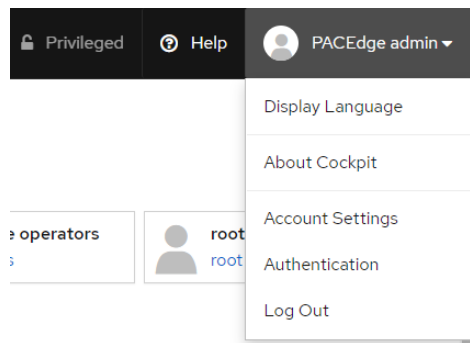 Privileged Help PACEdge admin
Display Language
About Cockpit
operators root
root
Account Settings
Authentication
Log Out